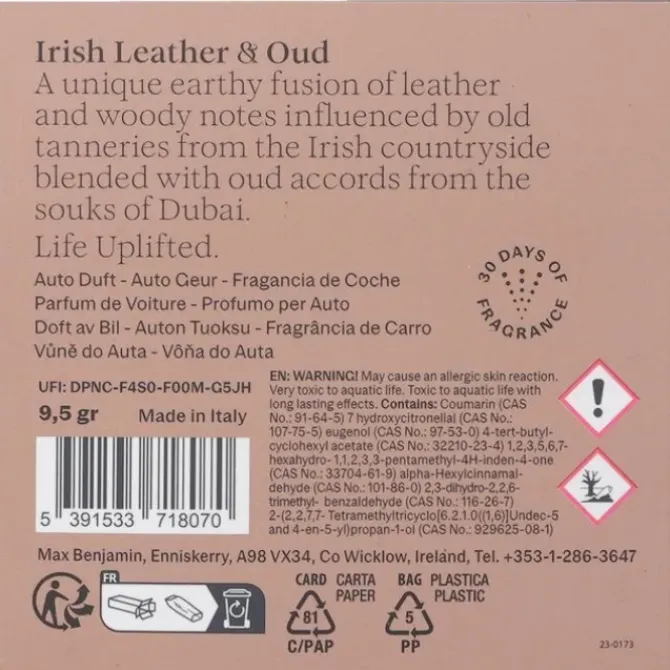 Irish Leather & Oud
A unique earthy fusion of leather
and woody notes influenced by old
tanneries from the Irish countryside
blended with oud accords from the
souks of Dubai.
Life Uplifted.
30 DAYS OF FRAGRANCE
Auto Duft - Auto Geur - Fragancia de Coche
Parfum de Voiture - Profumo per Auto
Doft av Bil - Auton Tuoksu - Fragrância de Carro
Vůně do Auta - Vôňa do Auta
UFI: DPNC-F4S0-F00M-G5JH
9,5 gr Made in Italy
5 391533 718070
EN: WARNING! May cause an allergic skin reaction.
Very toxic to aquatic life. Toxic to aquatic life with
long lasting effects. Contains: Coumarin (CAS
No.: 91-64-5) 7 hydroxycitronellal (CAS No.:
107-75-5) eugenol (CAS No.: 97-53-0) 4-tert-butyl-
cyclohexyl acetate (CAS No.: 32210-23-4) 1,2,3,5,6,7-
hexahydro- 1,1,2,3,3-pentamethyl-4H-inden-4-one
(CAS No.: 33704-61-9) alpha-Hexylcinnamal-
dehyde (CAS No.: 101-86-0) 2,3-dihydro-2,2,6-
trimethyl- benzaldehyde (CAS No.: 116-26-7)
2-(2,2,7,7- Tetramethyltricyclo[6.2.1.0((1,6)]Undec-5
and 4-en-5-yl)propan-1-ol (CAS No.: 929625-08-1)
Max Benjamin, Enniskerry, A98 VX34, Co Wicklow, Ireland, Tel. +353-1-286-3647
FR
CARD CARTA
PAPER
81
C/PAP
BAG PLASTICA
PLASTIC
5
PP
23-0173